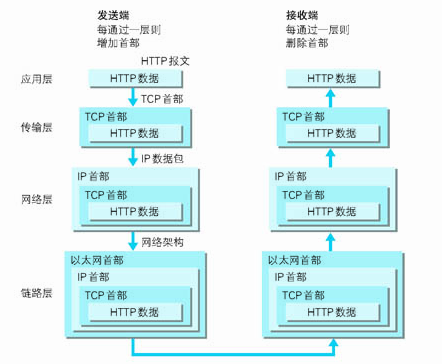 发送端
每通过一层则
增加首部
接收端
每通过一层则
删除首部
HTTP 报文
应用层
HTTP 数据
HTTP 数据
TCP 首部
传输层
TCP 首部
HTTP 数据
TCP 首部
HTTP 数据
IP 数据包
网络层
IP 首部
TCP 首部
HTTP 数据
IP 首部
TCP 首部
HTTP 数据
网络架构
链路层
以太网首部
IP 首部
TCP 首部
HTTP 数据
以太网首部
IP 首部
TCP 首部
HTTP 数据